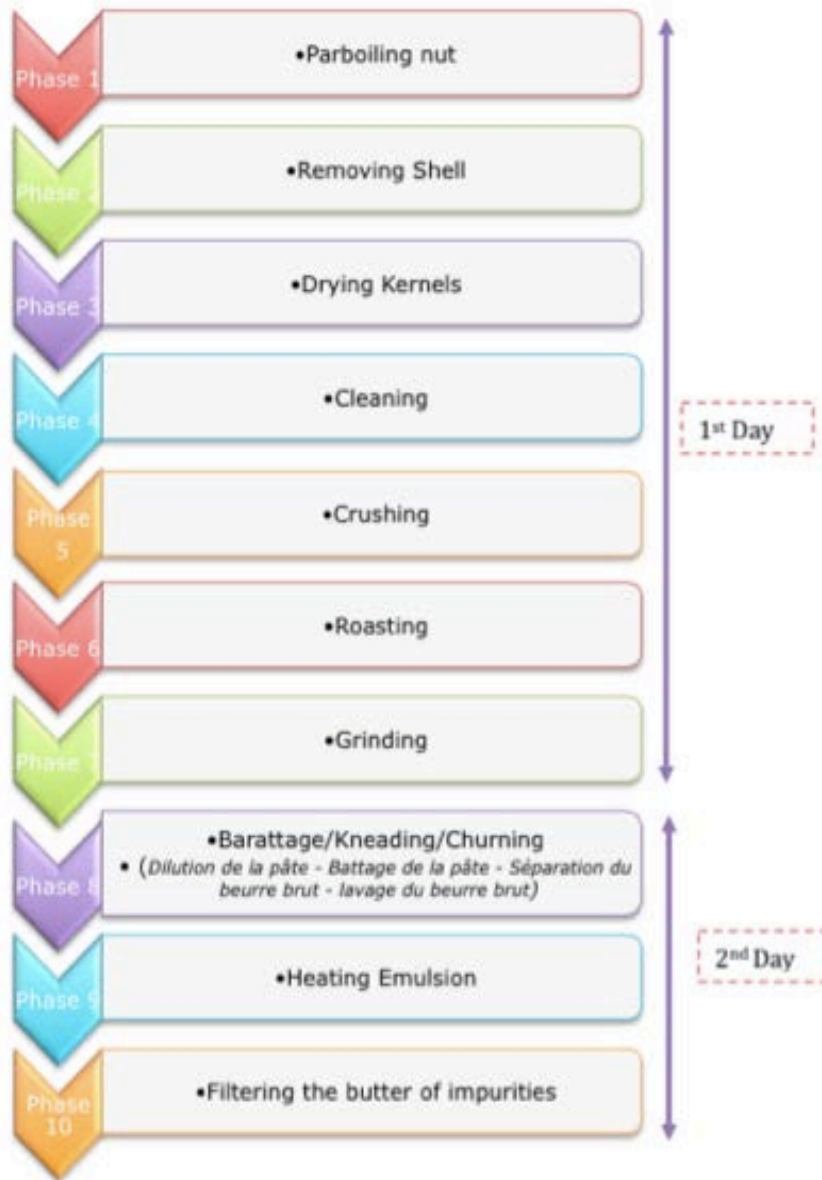 Phase 1
•Parboiling nut
Phase 2
•Removing Shell
Phase 3
•Drying Kernels
Phase 4
•Cleaning
1st Day
Phase
5
•Crushing
Phase 6
•Roasting
Phase 7
•Grinding
Phase 8
•Barattage/Kneading/Churning
• (Dilution de la pâte - Battage de la pâte - Séparation du
beurre brut - lavage du beurre brut)
2nd Day
Phase 9
•Heating Emulsion
Phase
10
•Filtering the butter of impurities